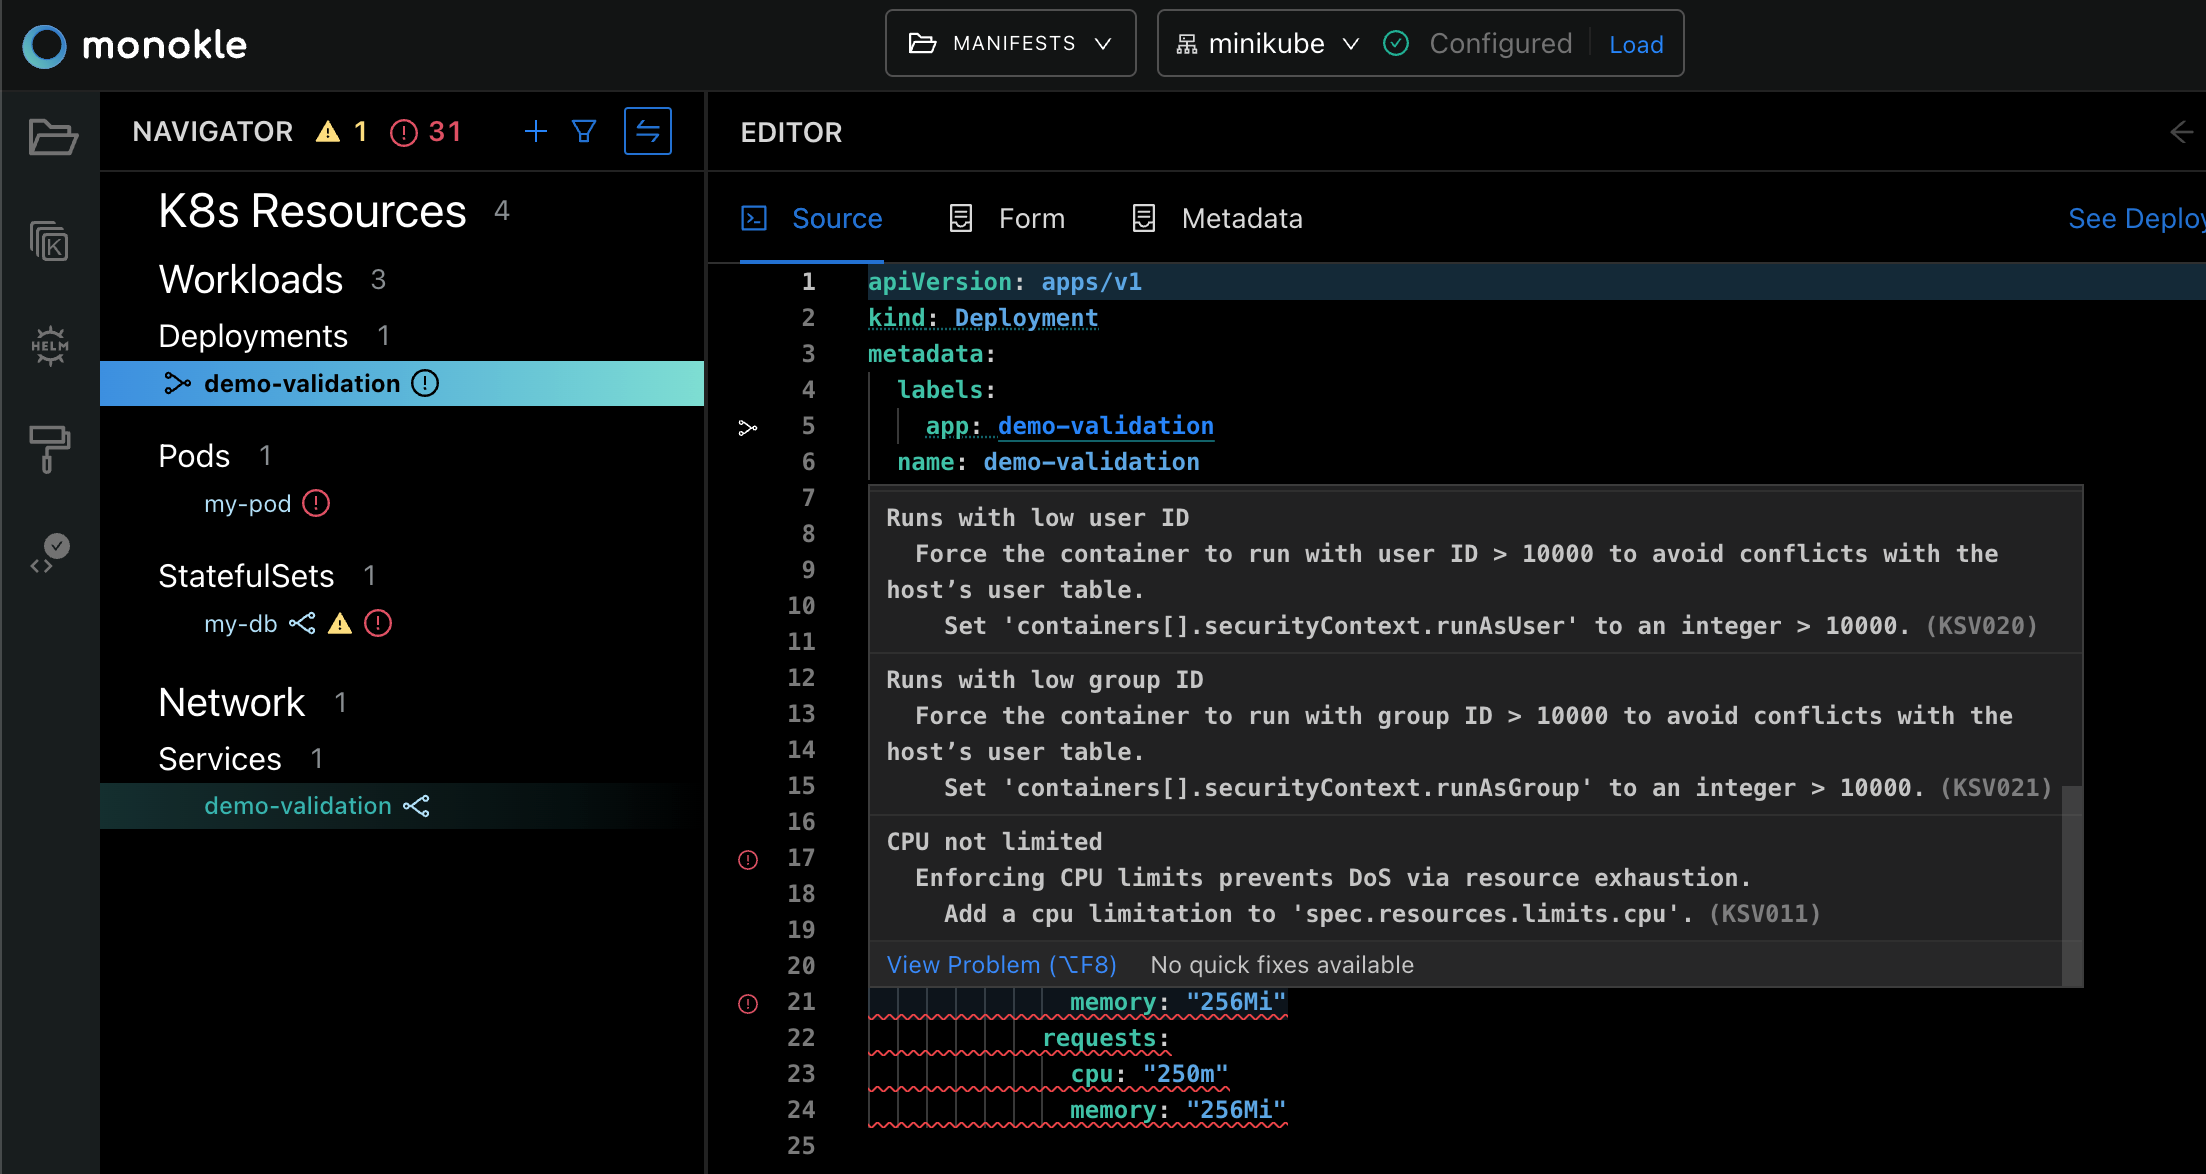 monokle
MANIFESTS
minikube Configured Load
NAVIGATOR 1 31
EDITOR
K8s Resources 4
Workloads 3
Deployments 1
demo-validation
Pods 1
my-pod
StatefulSets 1
my-db
Network 1
Services 1
demo-validation
HELM
K
Source Form Metadata See Deploy
1 apiVersion: apps/v1
2 kind: Deployment
3 metadata:
4 labels:
5 app: demo-validation
6 name: demo-validation
7
8
9
10
11
12
13
14
15
16
17
18
19
20
Runs with low user ID
Force the container to run with user ID > 10000 to avoid conflicts with the
host’s user table.
Set 'containers[].securityContext.runAsUser' to an integer > 10000. (KSV020)
Runs with low group ID
Force the container to run with group ID > 10000 to avoid conflicts with the
host’s user table.
Set 'containers[].securityContext.runAsGroup' to an integer > 10000. (KSV021)
CPU not limited
Enforcing CPU limits prevents DoS via resource exhaustion.
Add a cpu limitation to 'spec.resources.limits.cpu'. (KSV011)
View Problem (⌥F8) No quick fixes available
21 memory: "256Mi"
22 requests:
23 cpu: "250m"
24 memory: "256Mi"
25